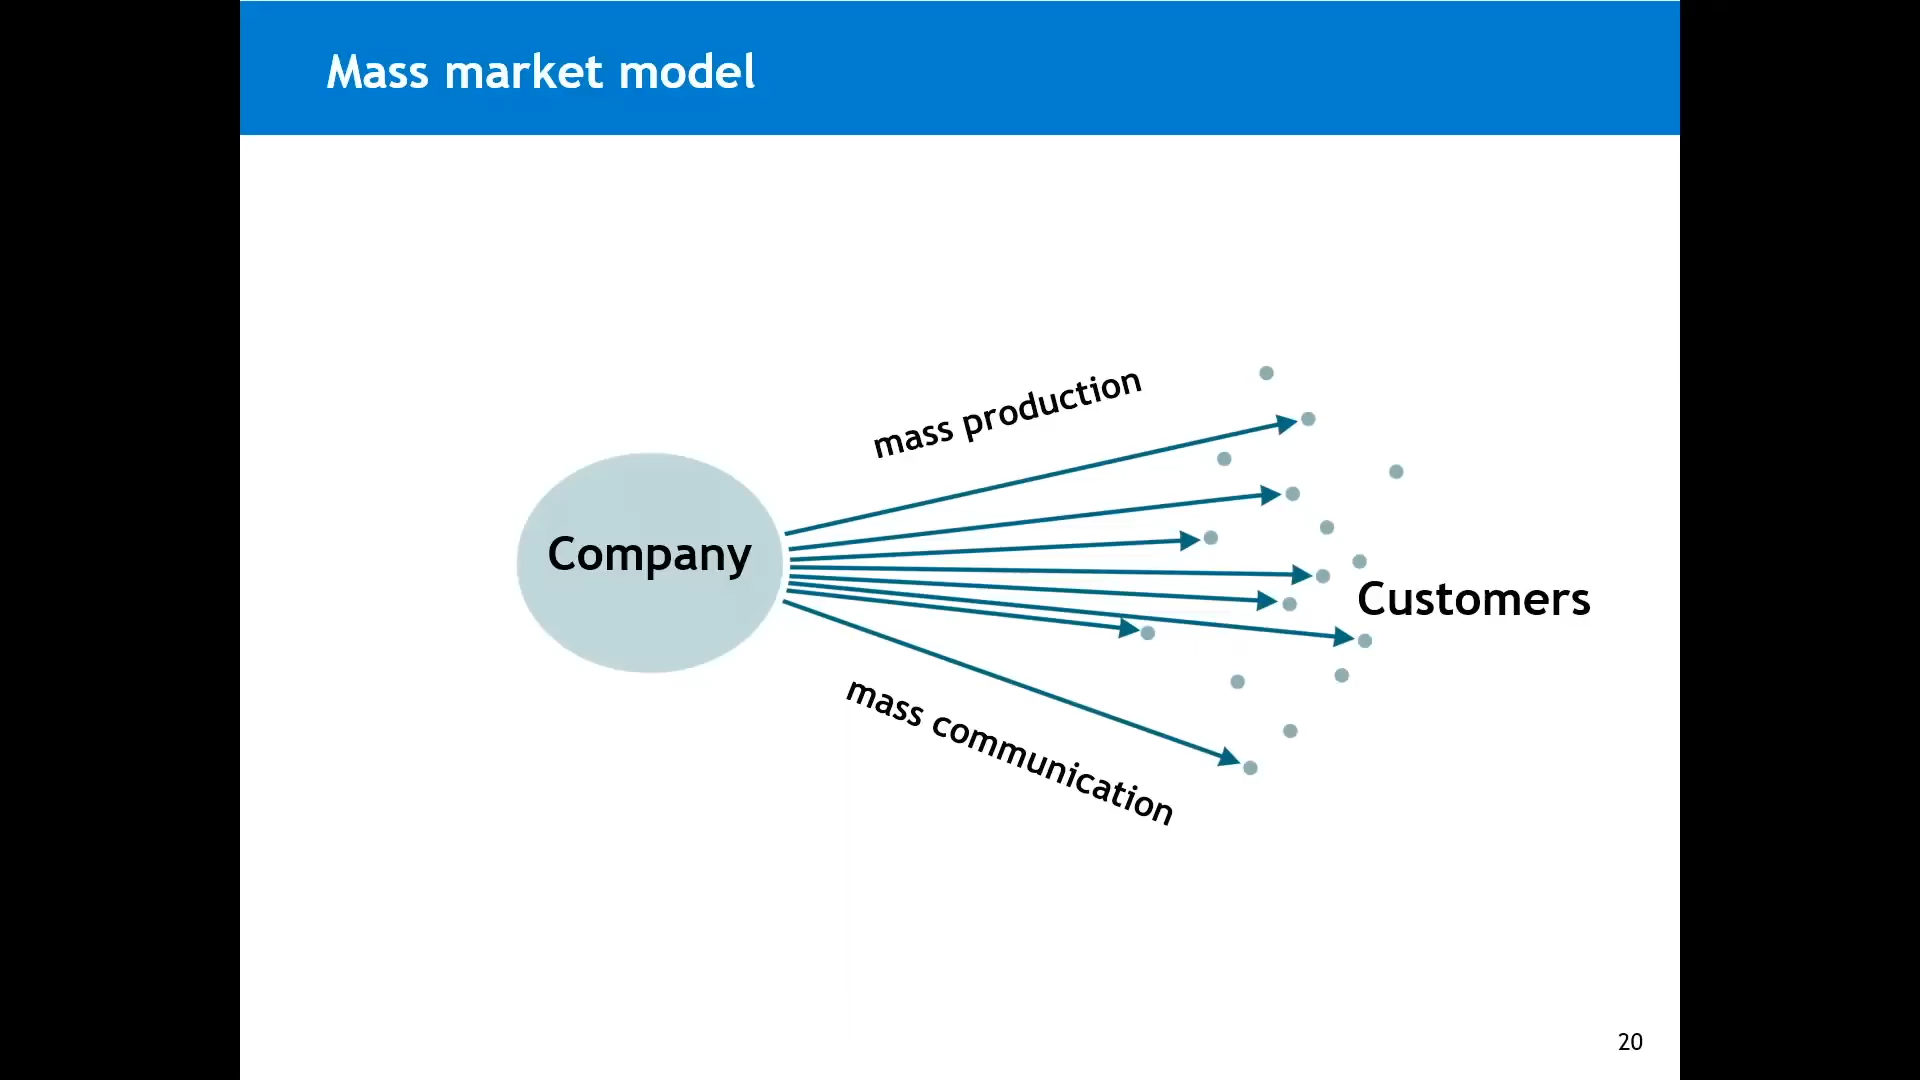 Mass market model
mass production
Company
Customers
mass communication
20